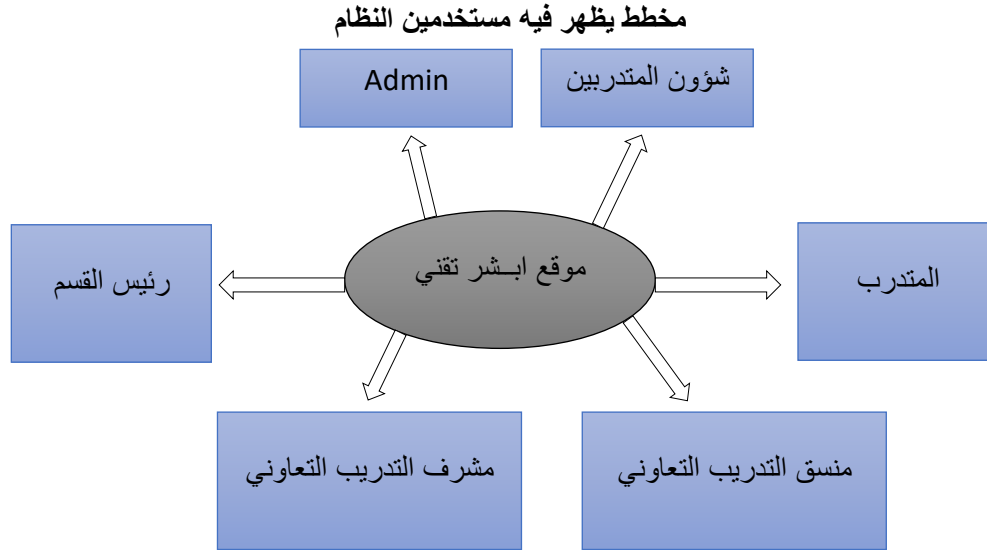 مخطط يظهر فيه مستخدمين النظام
شؤون المتدربين
Admin
موقع ابــشر تقني
المتدرب
رئيس القسم
منسق التدريب التعاوني
مشرف التدريب التعاوني